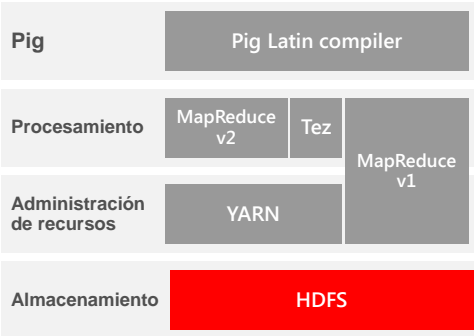 Pig
Pig Latin compiler
Procesamiento
MapReduce
v2
Tez
MapReduce
v1
Administración
de recursos
YARN
Almacenamiento
HDFS